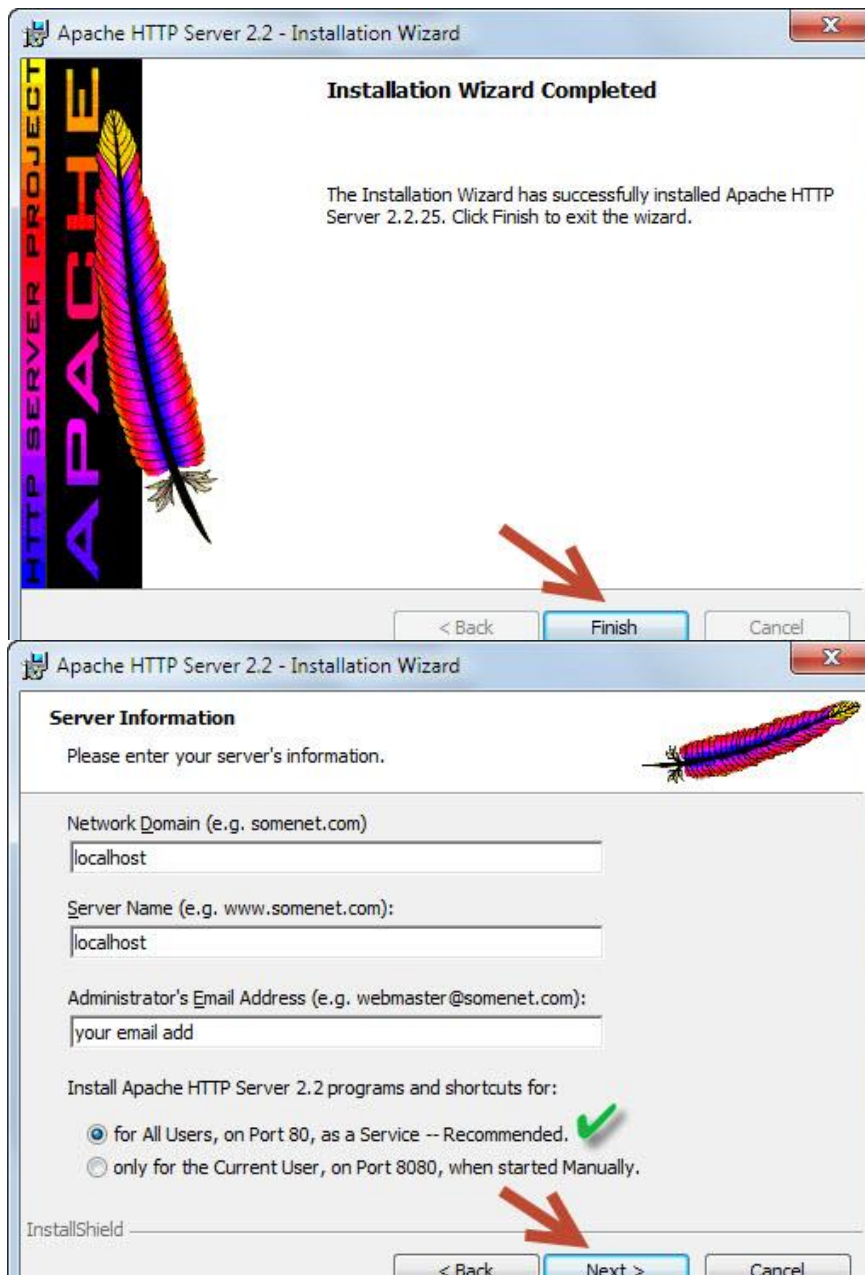 Apache HTTP Server 2.2 - Installation Wizard
HTTP SERVER PROJECT
APACHE
Installation Wizard Completed
The Installation Wizard has successfully installed Apache HTTP
Server 2.2.25. Click Finish to exit the wizard.
< Back Finish Cancel
Apache HTTP Server 2.2 - Installation Wizard
Server Information
Please enter your server's information.
Network Domain (e.g. somenet.com)
localhost
Server Name (e.g. www.somenet.com):
localhost
Administrator's Email Address (e.g. webmaster@somenet.com):
your email add
Install Apache HTTP Server 2.2 programs and shortcuts for:
for All Users, on Port 80, as a Service -- Recommended.
only for the Current User, on Port 8080, when started Manually.
InstallShield
< Back Next > Cancel